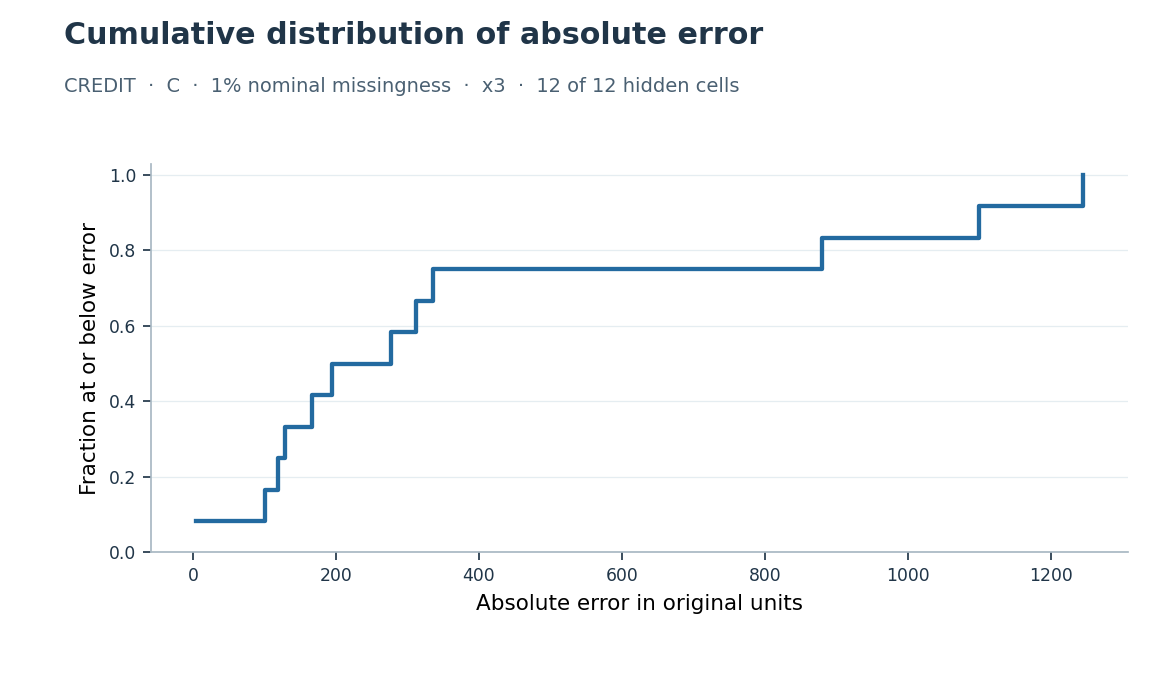 Cumulative distribution of absolute error
CREDIT · C · 1% nominal missingness · x3 · 12 of 12 hidden cells
1.0
0.8
0.6
0.4
0.2
0.0
Fraction at or below error
0 200 400 600 800 1000 1200
Absolute error in original units